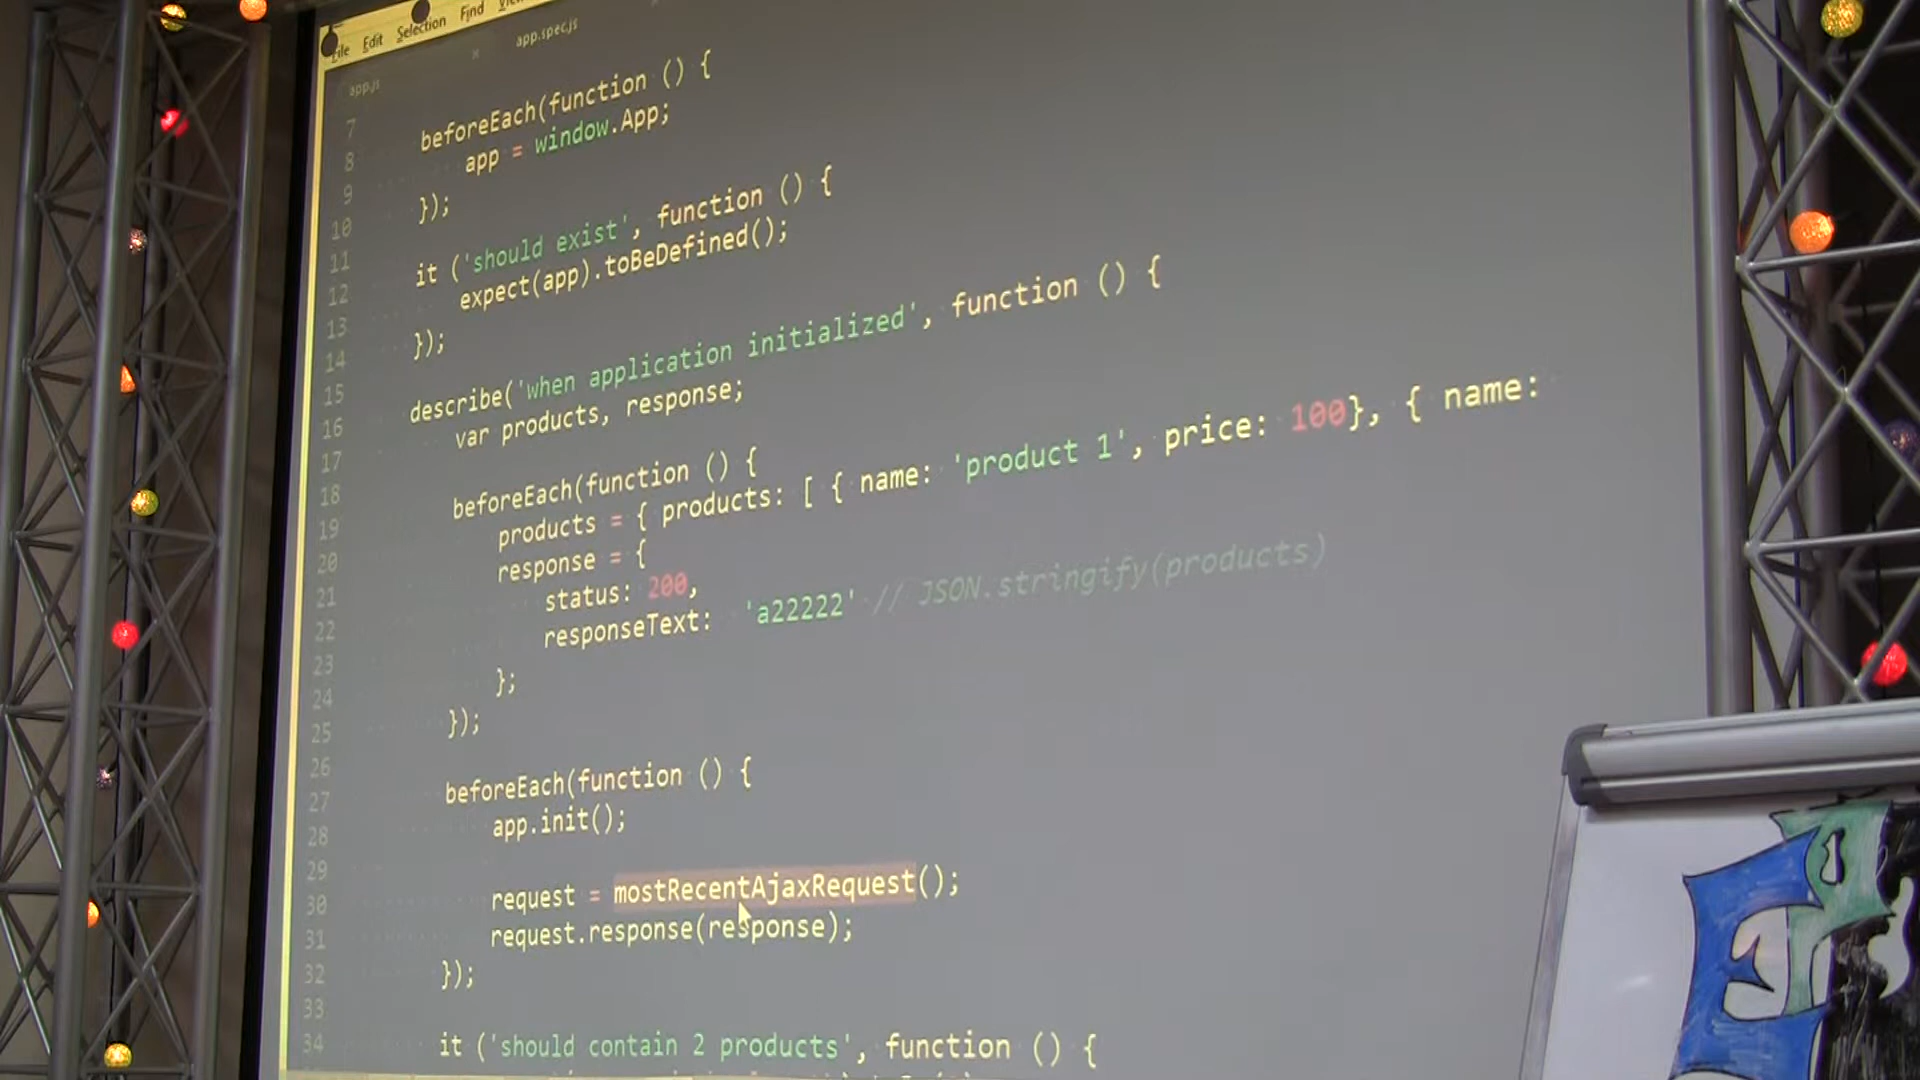 File Edit Selection Find View
app.js
app.spec.js
7 beforeEach(function () {
8 app = window.App;
9 });
10
11 it ('should exist', function () {
12 expect(app).toBeDefined();
13 });
14
15 describe('when application initialized', function () {
16 var products, response;
17
18 beforeEach(function () {
19 products = { products: [ { name: 'product 1', price: 100}, { name:
20 response = {
21 status: 200,
22 responseText: 'a22222' // JSON.stringify(products)
23 };
24 });
25
26 beforeEach(function () {
27 app.init();
28
29 request = mostRecentAjaxRequest();
30 request.response(response);
31 });
32
33
34 it ('should contain 2 products', function () {